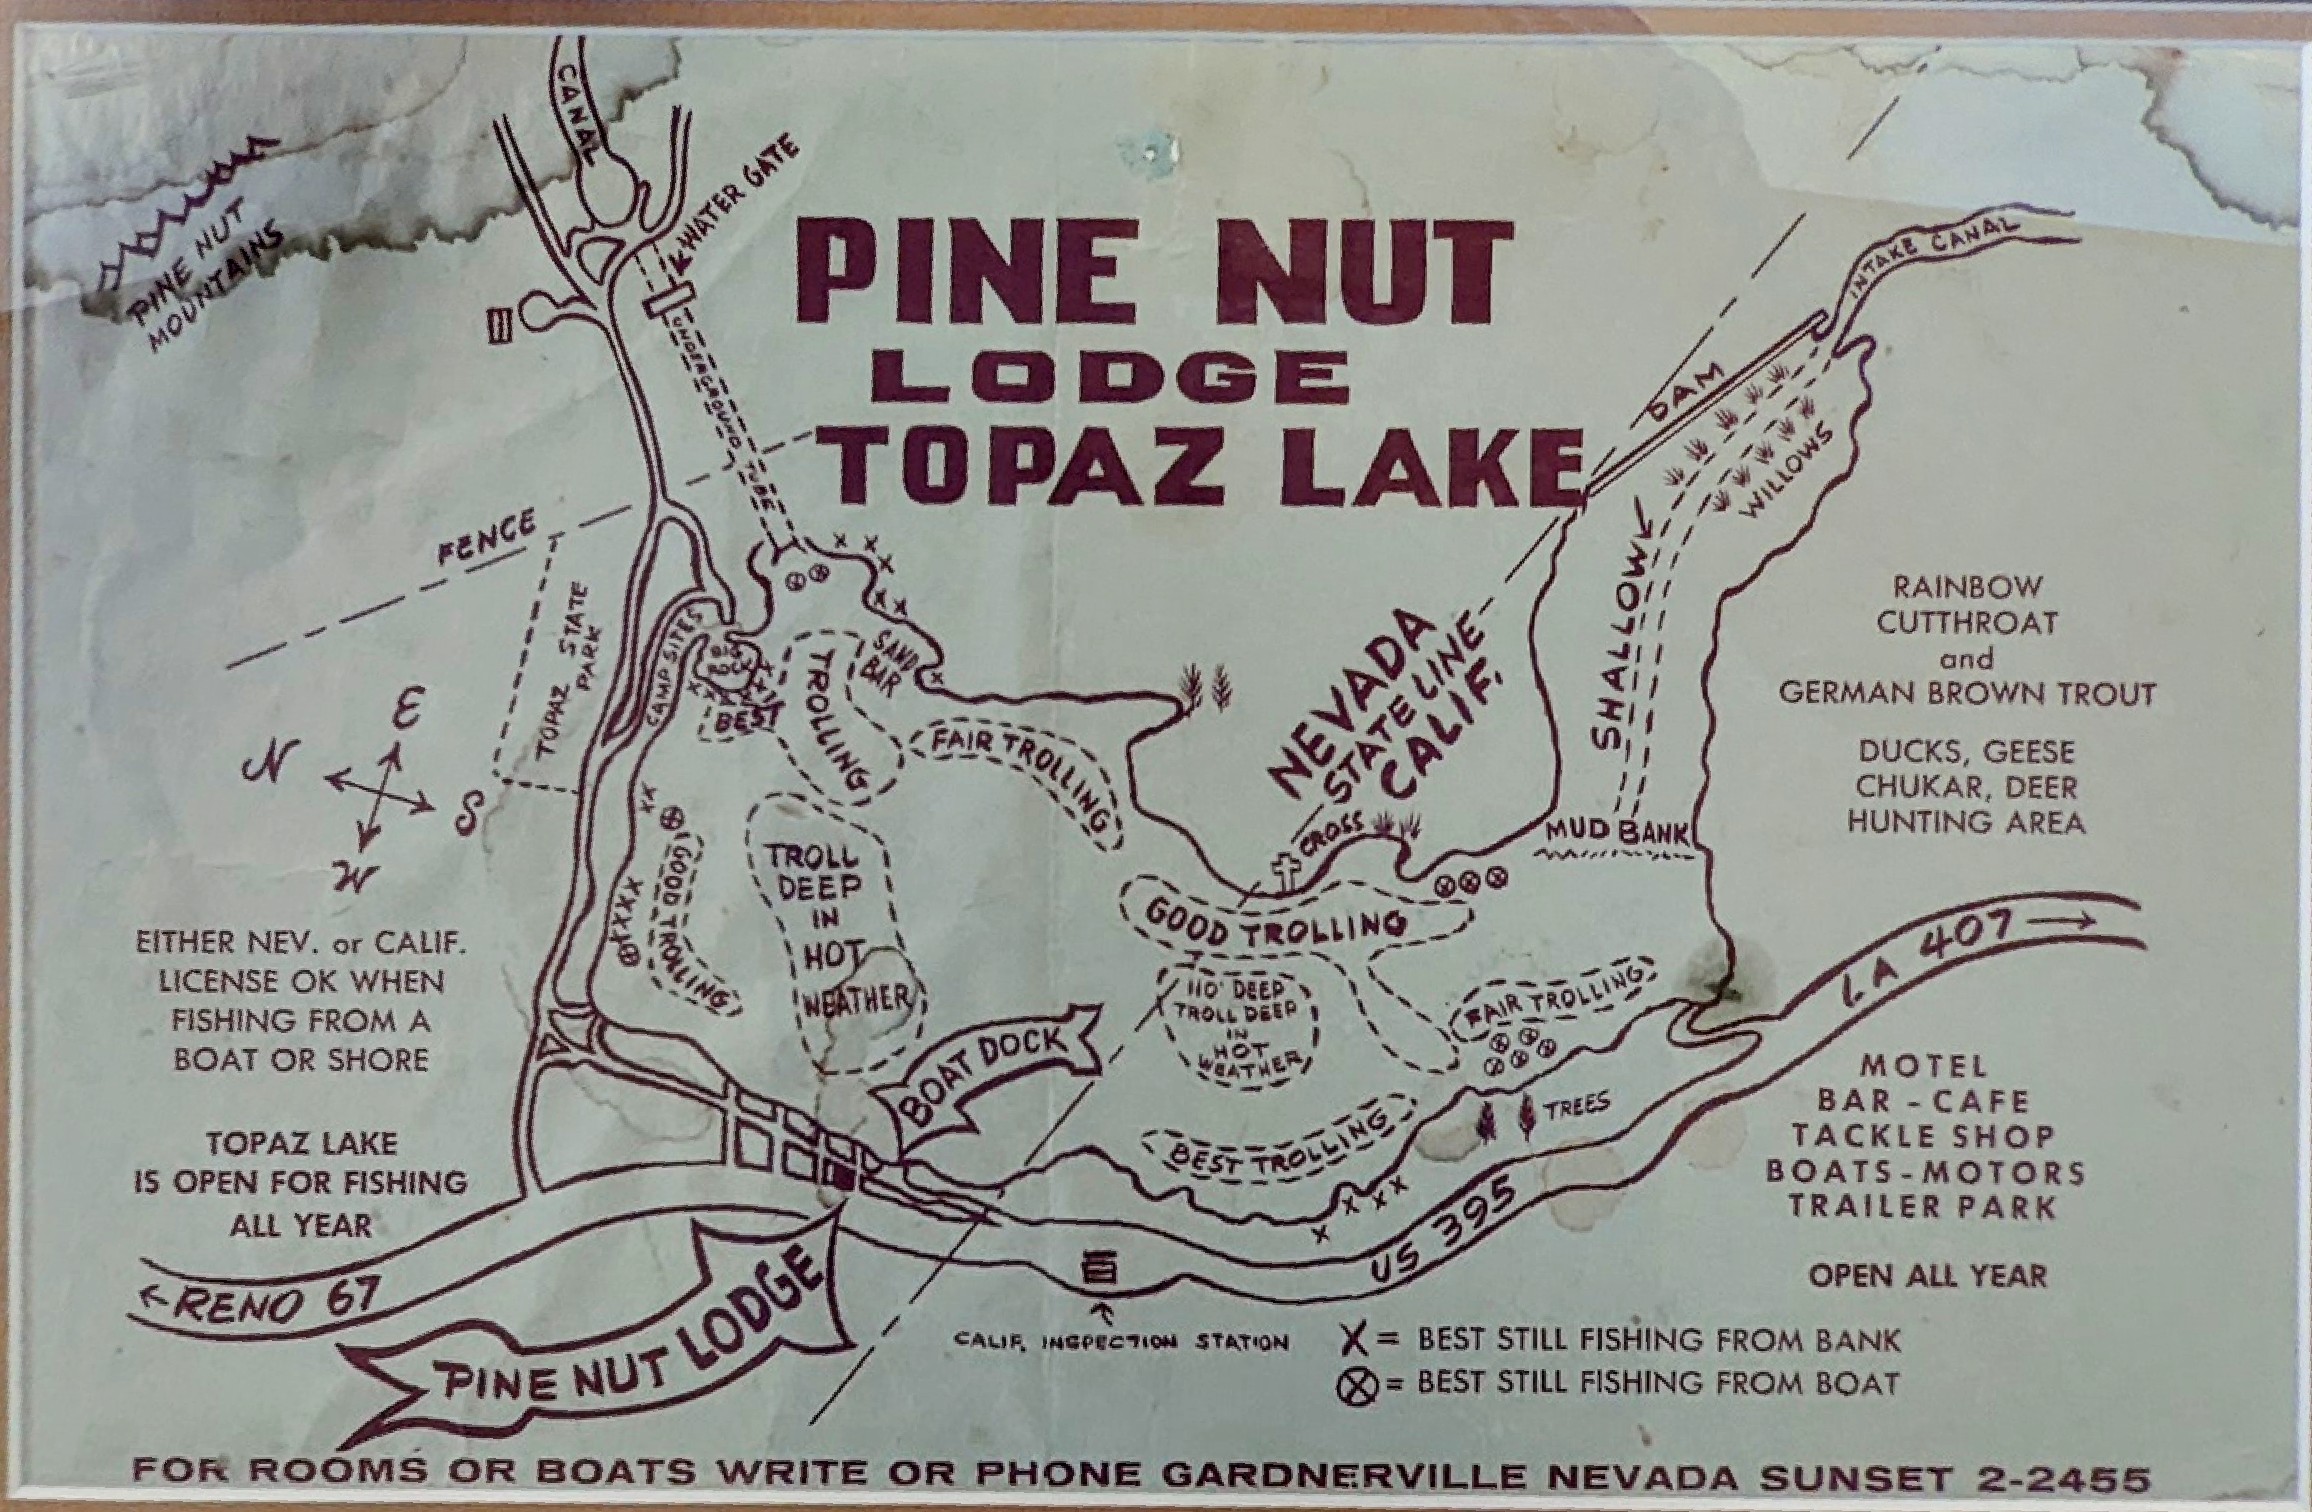 CANAL
WATER GATE
PINE NUT
MOUNTAINS
PINE NUT
LODGE
TOPAZ LAKE
INTAKE CANAL
DAM
WILLOWS
SHALLOW
UNDERGROUND TUBE
FENCE
TOPAZ STATE
PARK
CAMP SITES
BIG
BEST
TROLLING
SAND
BAR
FAIR TROLLING
NEVADA
STATE LINE
CALIF.
RAINBOW
CUTTHROAT
and
GERMAN BROWN TROUT
DUCKS, GEESE
CHUKAR, DEER
HUNTING AREA
E
N
S
W
XX
GOOD TROLLING
XXXX
TROLL
DEEP
IN
HOT
WEATHER
CROSS
MUD BANK
GOOD TROLLING
110' DEEP
TROLL DEEP
IN
HOT
WEATHER
FAIR TROLLING
LA 407 →
EITHER NEV. or CALIF.
LICENSE OK WHEN
FISHING FROM A
BOAT OR SHORE
TOPAZ LAKE
IS OPEN FOR FISHING
ALL YEAR
BOAT DOCK
BEST TROLLING
TREES
X X X X
MOTEL
BAR - CAFE
TACKLE SHOP
BOATS - MOTORS
TRAILER PARK
OPEN ALL YEAR
US 395
← RENO 67
PINE NUT LODGE
CALIF. INSPECTION STATION
X = BEST STILL FISHING FROM BANK
ⓧ = BEST STILL FISHING FROM BOAT
FOR ROOMS OR BOATS WRITE OR PHONE GARDNERVILLE NEVADA SUNSET 2-2455